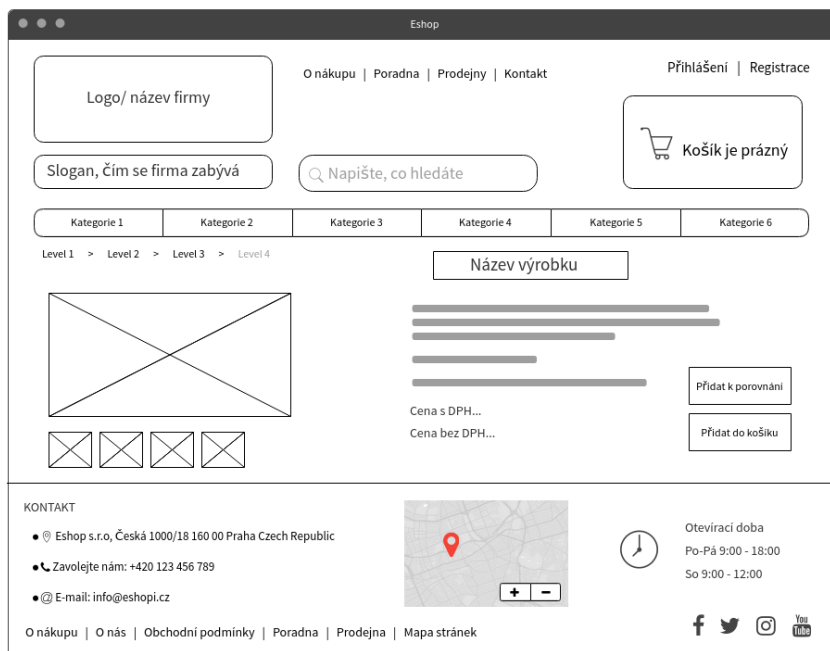 Eshop
Logo/ název firmy
O nákupu | Poradna | Prodejny | Kontakt
Přihlášení | Registrace
Košík je prázný
Slogan, čím se firma zabývá
Napište, co hledáte
Kategorie 1 Kategorie 2 Kategorie 3 Kategorie 4 Kategorie 5 Kategorie 6
Level 1 > Level 2 > Level 3 > Level 4
Název výrobku
Přidat k porovnání
Cena s DPH...
Cena bez DPH...
Přidat do košíku
KONTAKT
Eshop s.r.o, Česká 1000/18 160 00 Praha Czech Republic
Zavolejte nám: +420 123 456 789
@ E-mail: info@eshopi.cz
Otevírací doba
Po-Pá 9:00 - 18:00
So 9:00 - 12:00
O nákupu | O nás | Obchodní podmínky | Poradna | Prodejna | Mapa stránek
You Tube